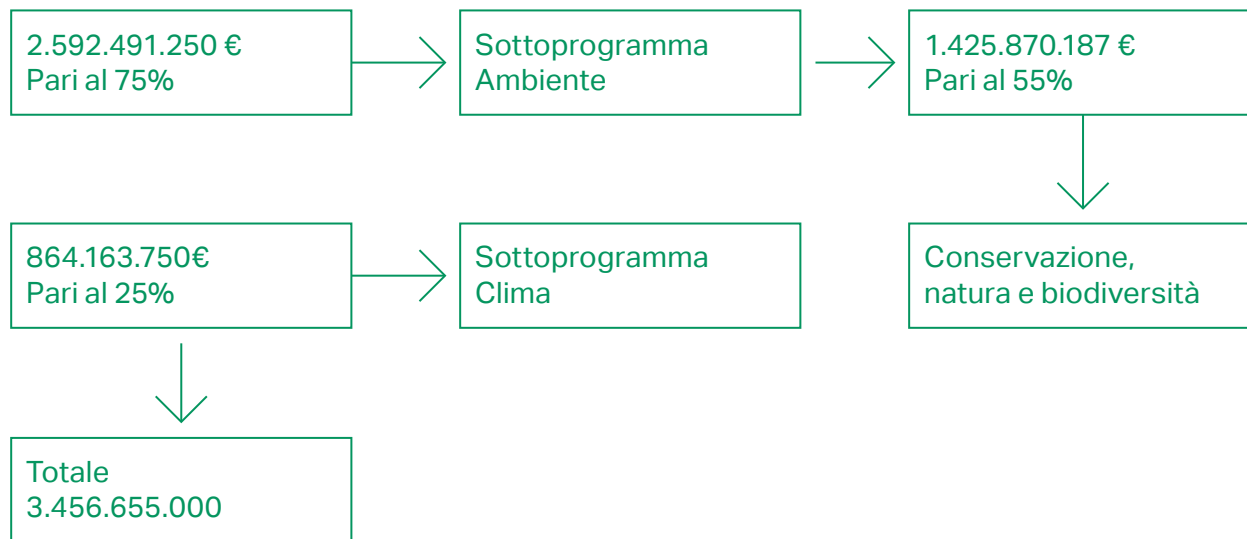 2.592.491.250 €
Pari al 75%
Sottoprogramma
Ambiente
1.425.870.187 €
Pari al 55%
864.163.750€
Pari al 25%
Sottoprogramma
Clima
Conservazione,
natura e biodiversità
Totale
3.456.655.000